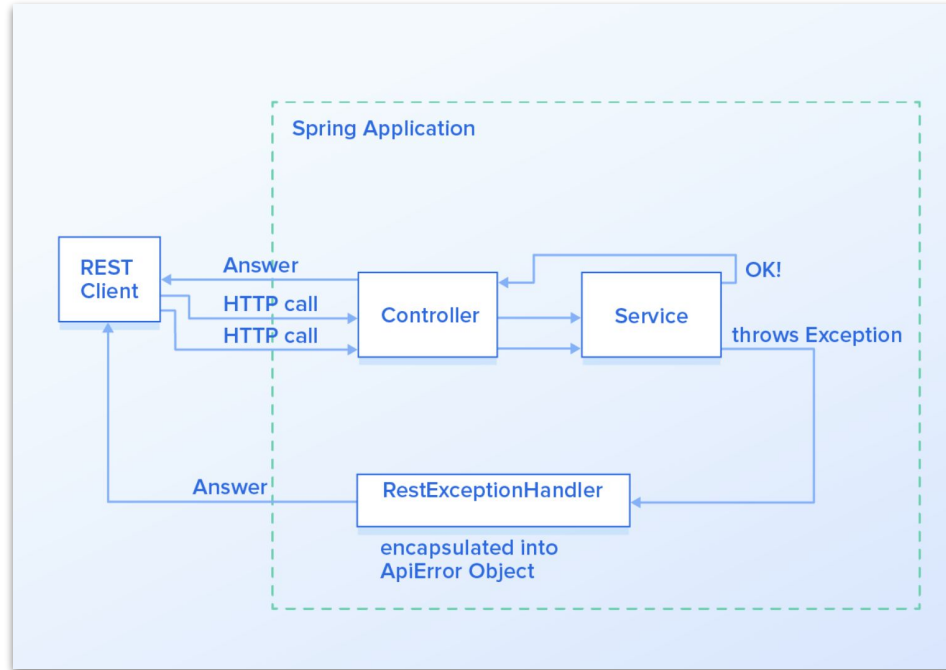 Spring Application
REST
Client
Answer
HTTP call
HTTP call
Controller
Service
OK!
throws Exception
Answer
RestExceptionHandler
encapsulated into
ApiError Object